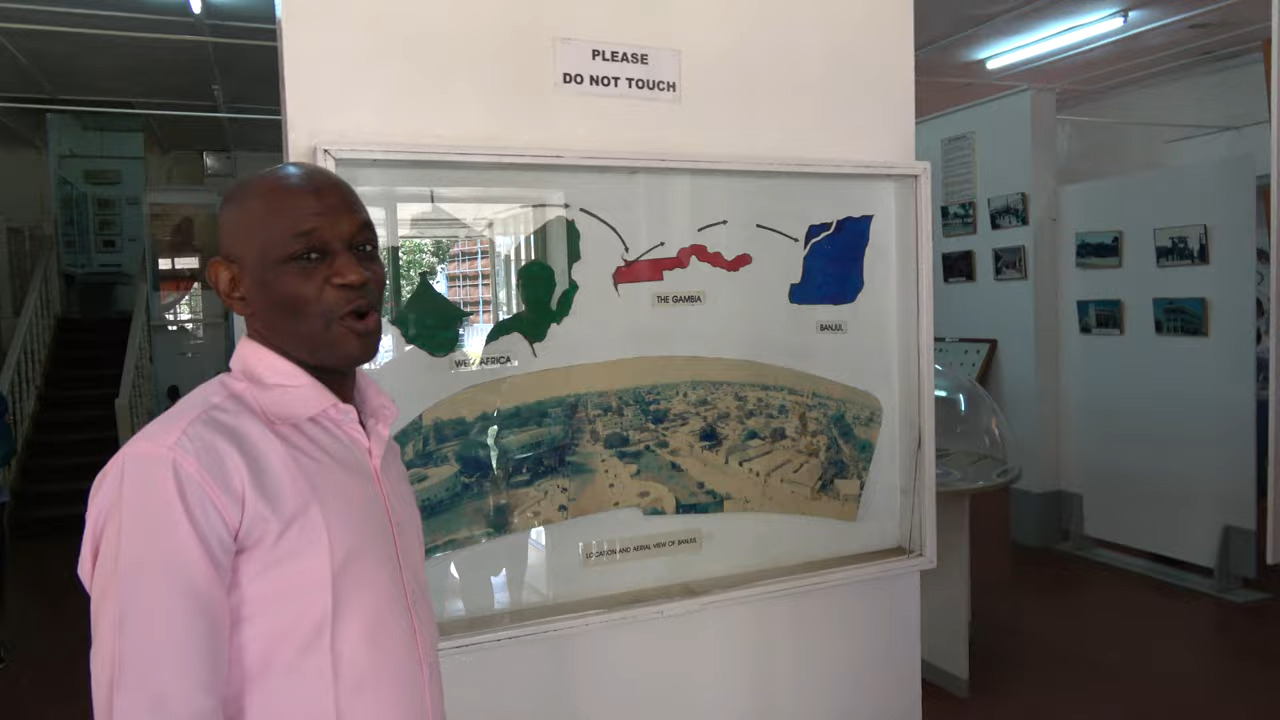 PLEASE
DO NOT TOUCH
THE GAMBIA
BANJUL
WEST AFRICA
LOCATION AND AERIAL VIEW OF BANJUL